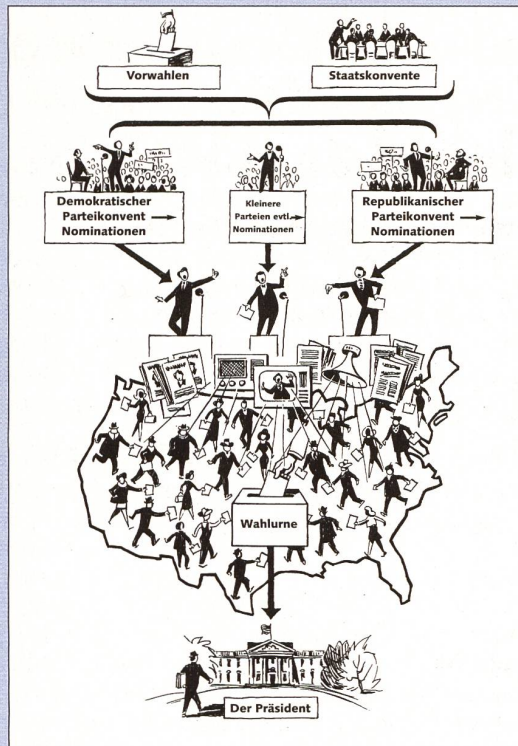 Vorwahlen
Staatskonvente
Demokratischer
Parteikonvent
Nominationen
Kleinere
Parteien evtl.
Nominationen
Republikanischer
Parteikonvent
Nominationen
Wahlurne
Der Präsident